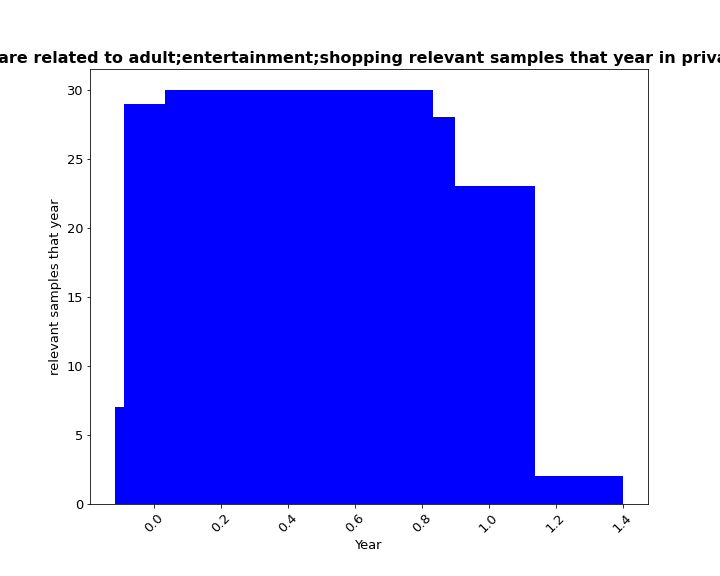 are related to adult;entertainment;shopping relevant samples that year in priva
30
25
20
15
10
5
0
relevant samples that year
0.0 0.2 0.4 0.6 0.8 1.0 1.2 1.4
Year